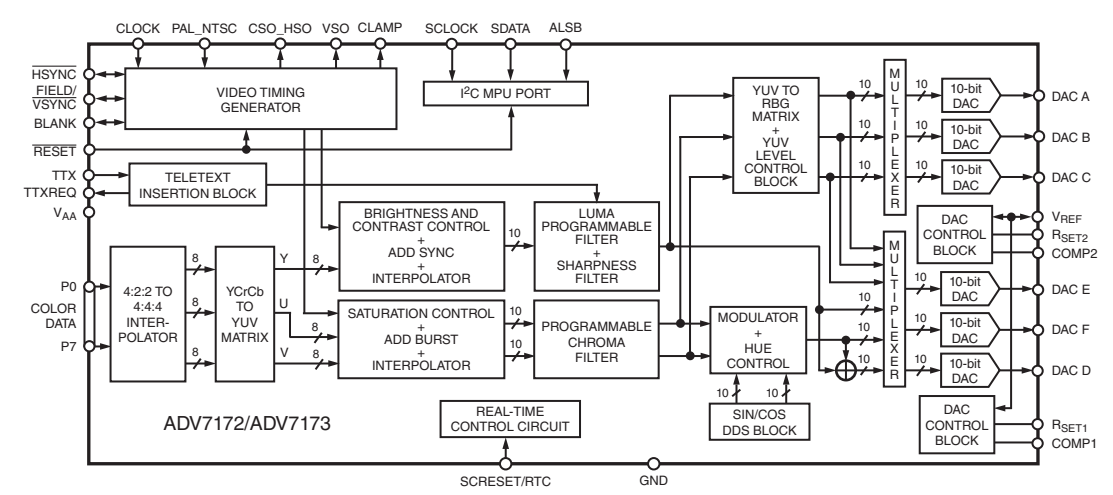 CLOCK PAL_NTSC CSO_HSO VSO CLAMP SCLOCK SDATA ALSB
HSYNC
FIELD/
VSYNC
BLANK
RESET
TTX
TTXREQ
VAA
P0
COLOR
DATA
P7
VIDEO TIMING
GENERATOR
I2C MPU PORT
TELETEXT
INSERTION BLOCK
4:2:2 TO
4:4:4
INTER-
POLATOR
8
8
8
YCrCb
TO
YUV
MATRIX
Y
U
V
8
8
8
BRIGHTNESS AND
CONTRAST CONTROL
+
ADD SYNC
+
INTERPOLATOR
10
LUMA
PROGRAMMABLE
FILTER
+
SHARPNESS
FILTER
SATURATION CONTROL
+
ADD BURST
+
INTERPOLATOR
10
10
PROGRAMMABLE
CHROMA
FILTER
YUV TO
RBG
MATRIX
+
YUV
LEVEL
CONTROL
BLOCK
10
10
10
MULTIPLEXER
10
10
10
10-bit
DAC
10-bit
DAC
10-bit
DAC
DAC A
DAC B
DAC C
DAC
CONTROL
BLOCK
VREF
RSET2
COMP2
MODULATOR
+
HUE
CONTROL
10
10
SIN/COS
DDS BLOCK
10
10
10
MULTIPLEXER
10
10
10
10-bit
DAC
10-bit
DAC
10-bit
DAC
DAC E
DAC F
DAC D
DAC
CONTROL
BLOCK
RSET1
COMP1
ADV7172/ADV7173
REAL-TIME
CONTROL CIRCUIT
SCRESET/RTC
GND